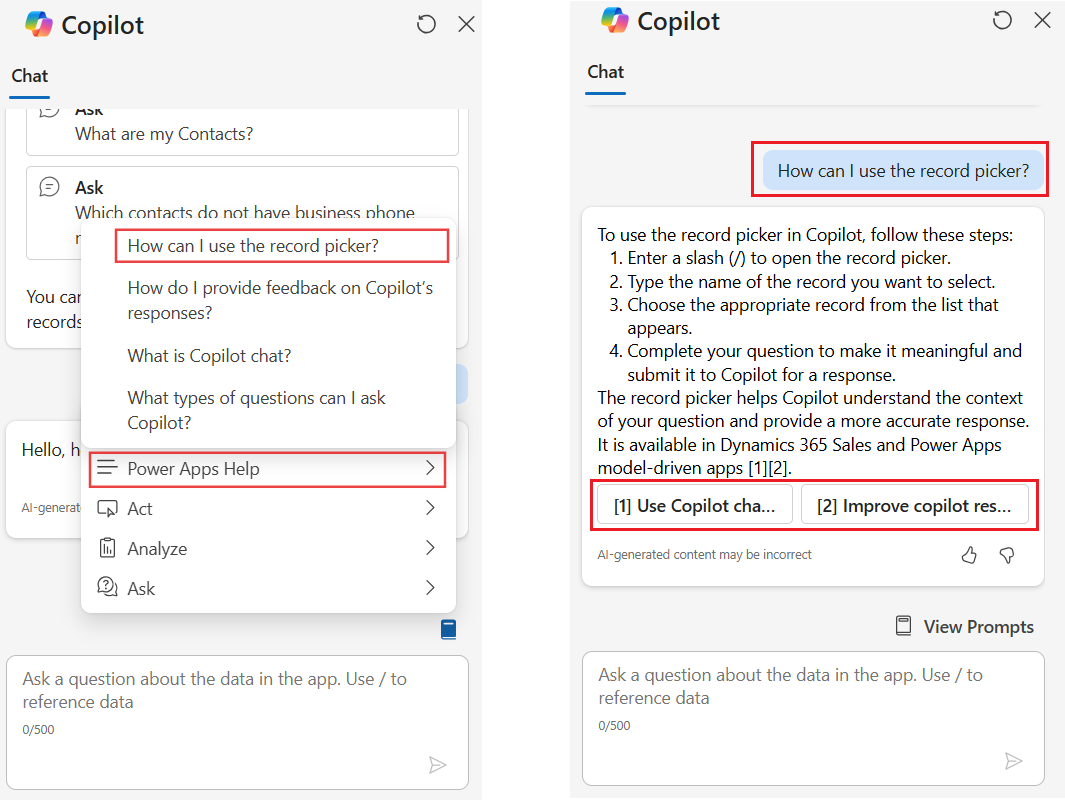 Copilot
Chat
Ask
What are my Contacts?
Ask
Which contacts do not have business phone
You can
records
How can I use the record picker?
How do I provide feedback on Copilot's
responses?
What is Copilot chat?
What types of questions can I ask
Copilot?
Hello, h
AI-generat
Power Apps Help
Act
Analyze
Ask
Ask a question about the data in the app. Use / to
reference data
0/500
Copilot
Chat
How can I use the record picker?
To use the record picker in Copilot, follow these steps:
1. Enter a slash (/) to open the record picker.
2. Type the name of the record you want to select.
3. Choose the appropriate record from the list that
appears.
4. Complete your question to make it meaningful and
submit it to Copilot for a response.
The record picker helps Copilot understand the context
of your question and provide a more accurate response.
It is available in Dynamics 365 Sales and Power Apps
model-driven apps [1][2].
[1] Use Copilot cha...
[2] Improve copilot res...
AI-generated content may be incorrect
View Prompts
Ask a question about the data in the app. Use / to
reference data
0/500